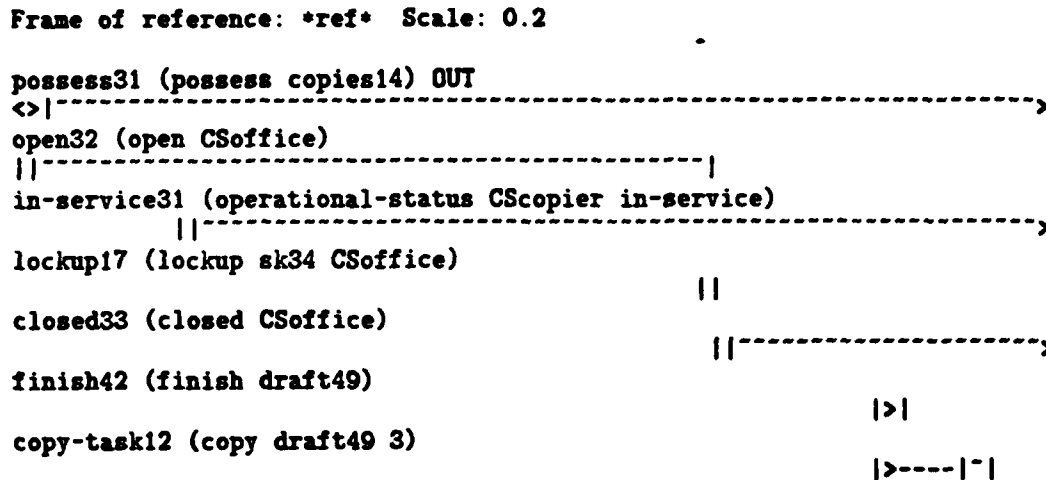 Frame of reference: *ref* Scale: 0.2
possess31 (possess copies14) OUT
<>|-------------------------------------------------------------------->
open32 (open CSoffice)
||----------------------------------------------|
in-service31 (operational-status CScopier in-service)
||---------------------------------------------------------->
lockup17 (lockup sk34 CSoffice)
||
closed33 (closed CSoffice)
||--------------------->
finish42 (finish draft49)
|>|
copy-task12 (copy draft49 3)
|>----|-|